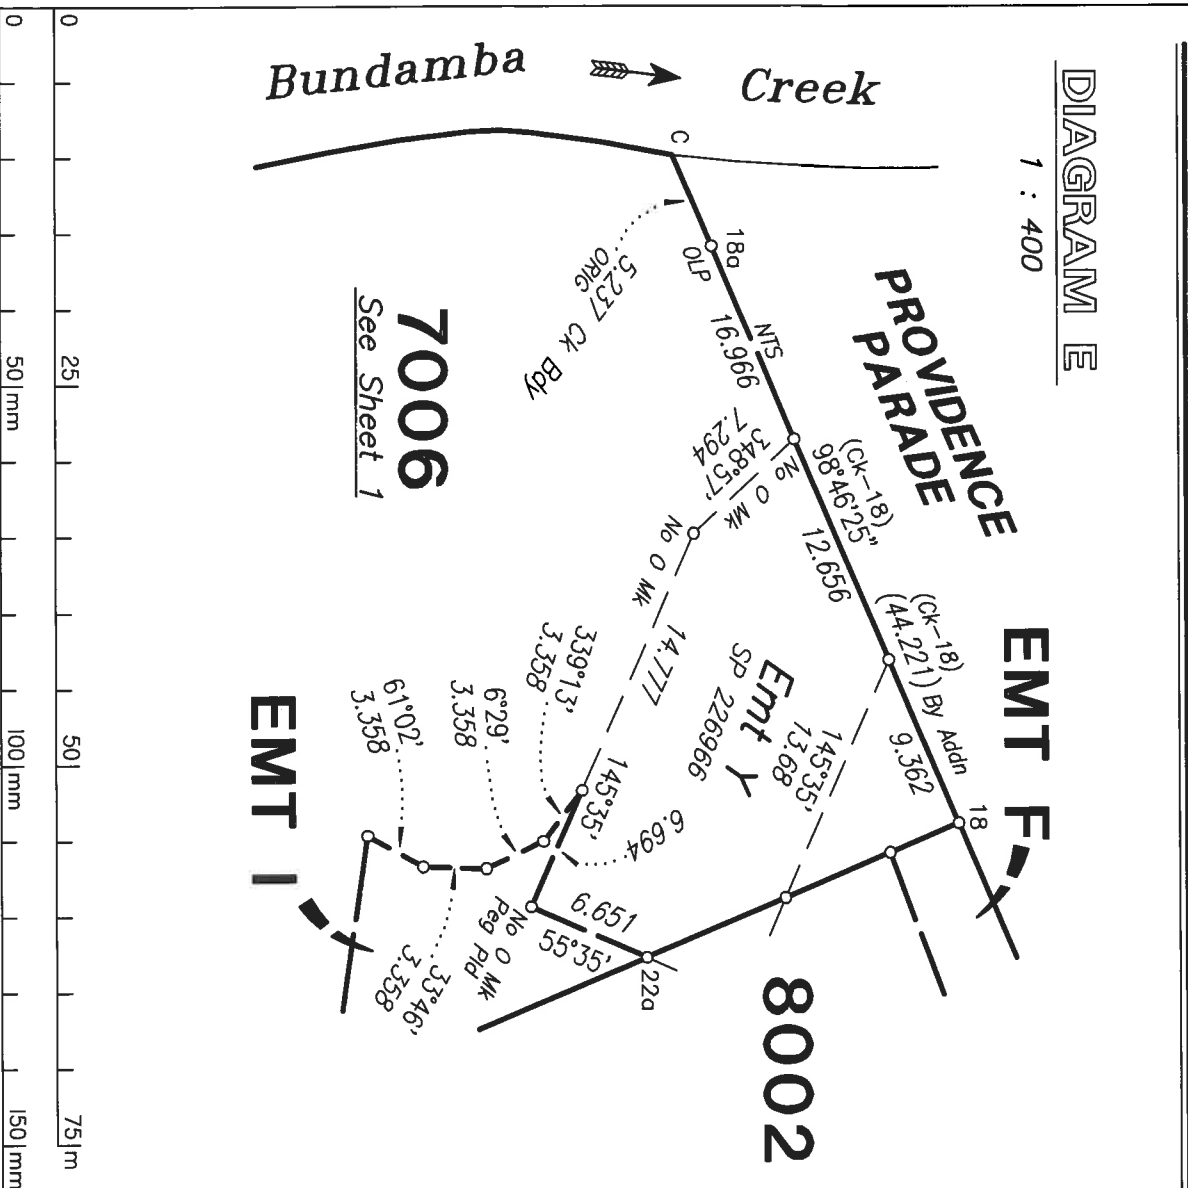 DIAGRAM E
1 : 400
Bundamba Creek
PROVIDENCE
PARADE
EMT F
C
18a
OLP
5.237 Ck Bdy
ORIG
NTS
16.966
(Ck-18)
98°46'25"
12.656
(Ck-18)
(44.221) By Addn
9.362
18
348°57'
7.294
No O Mk
No O Mk
14.777
Emt Y
SP 226966
145°35'
13.68
7006
See Sheet 1
339°13'
3.358
6°29'
3.358
61°02'
3.358
33°46'
3.358
145°35'
6.694
6.651
55°35'
No O Mk
Peg Pld
22a
8002
EMT I
0 25 50 75 m
0 50 mm 100 mm 150 mm